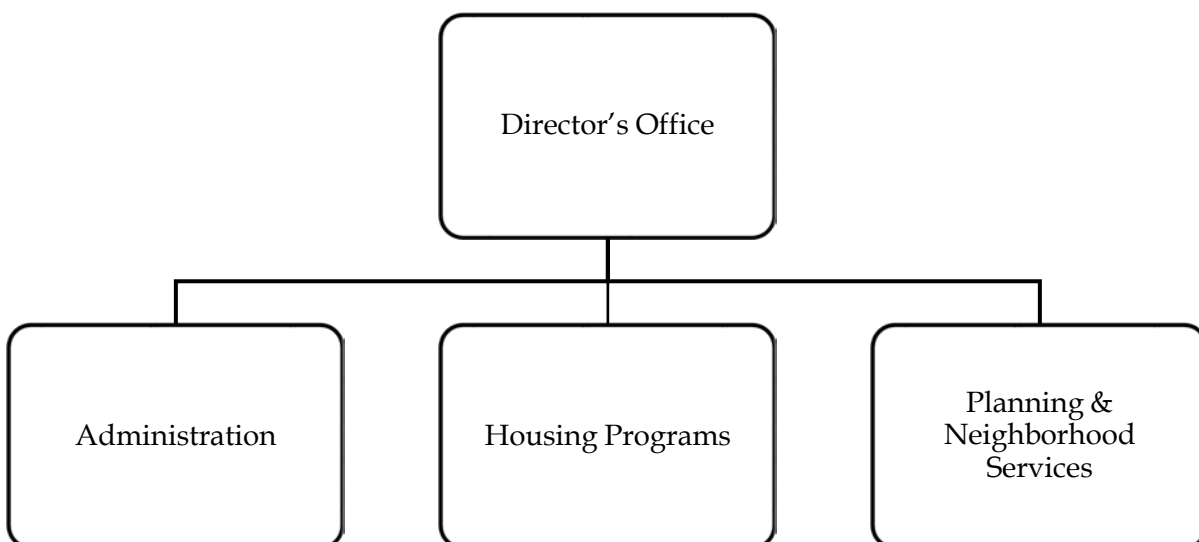 Director’s Office
Administration
Housing Programs
Planning &
Neighborhood
Services